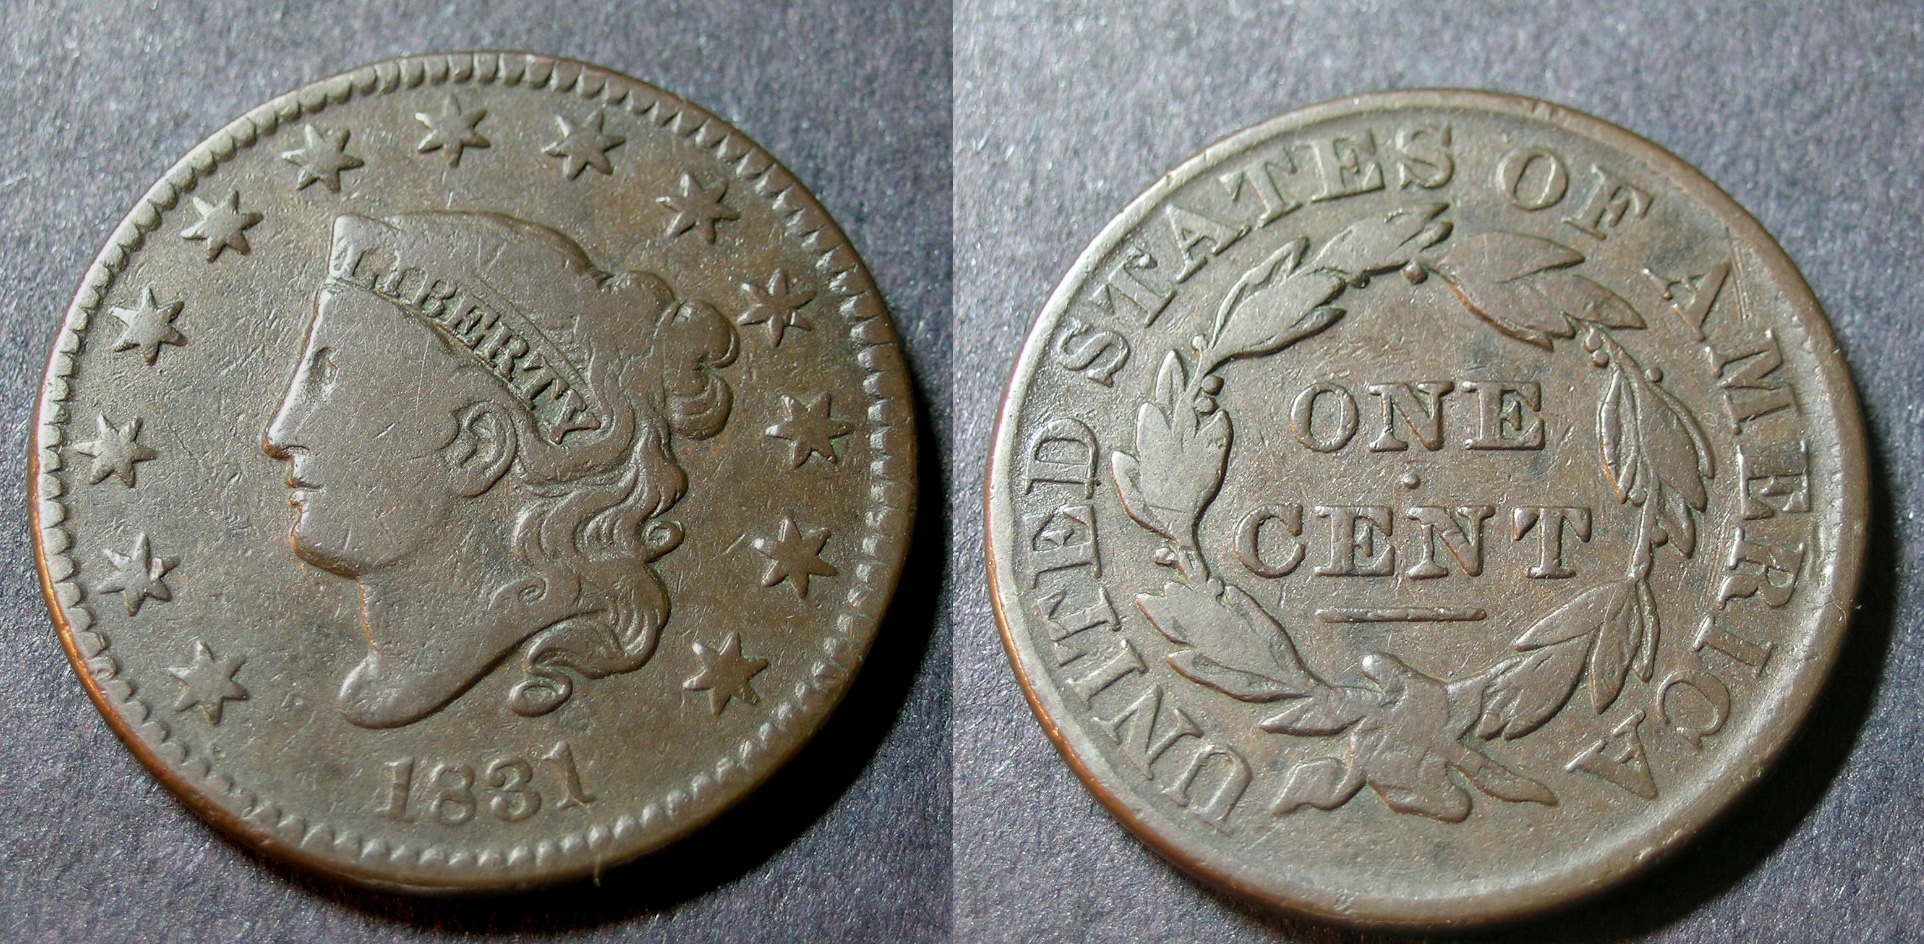 LIBERTY
1831
UNITED STATES OF AMERICA
ONE
CENT